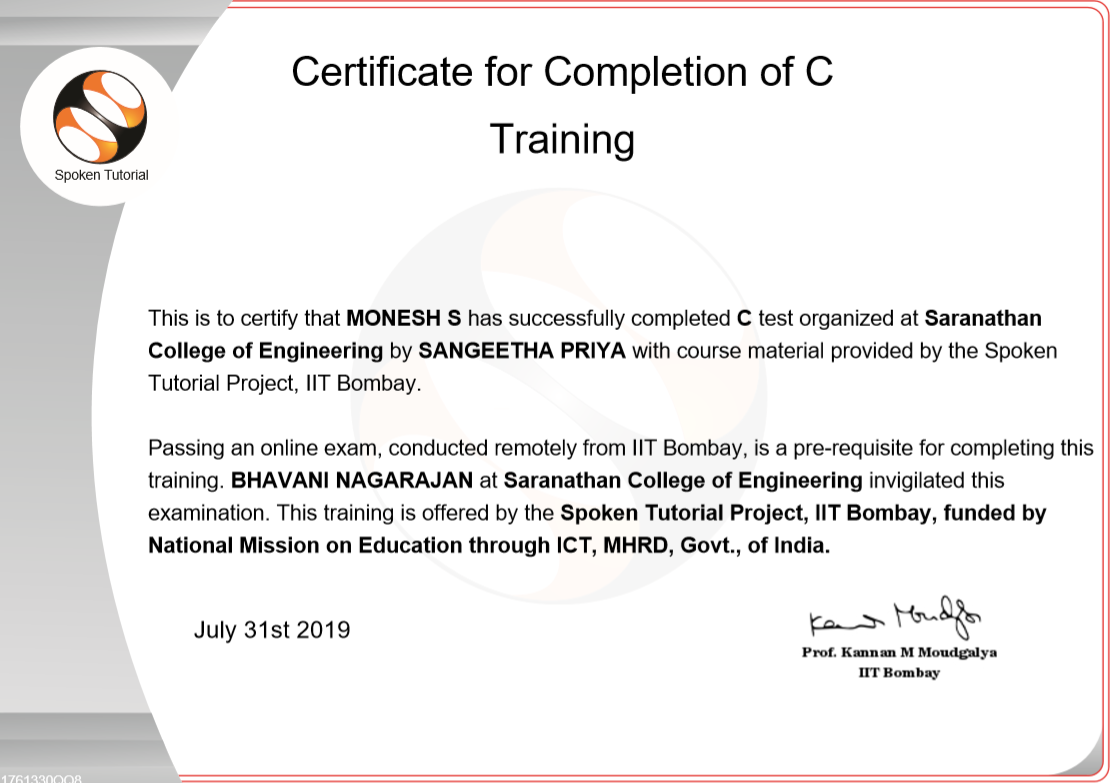 Certificate for Completion of C
Training
Spoken Tutorial
This is to certify that MONESH S has successfully completed C test organized at Saranathan
College of Engineering by SANGEETHA PRIYA with course material provided by the Spoken
Tutorial Project, IIT Bombay.
Passing an online exam, conducted remotely from IIT Bombay, is a pre-requisite for completing this
training. BHAVANI NAGARAJAN at Saranathan College of Engineering invigilated this
examination. This training is offered by the Spoken Tutorial Project, IIT Bombay, funded by
National Mission on Education through ICT, MHRD, Govt., of India.
July 31st 2019
Prof. Kannan M Moudgalya
IIT Bombay